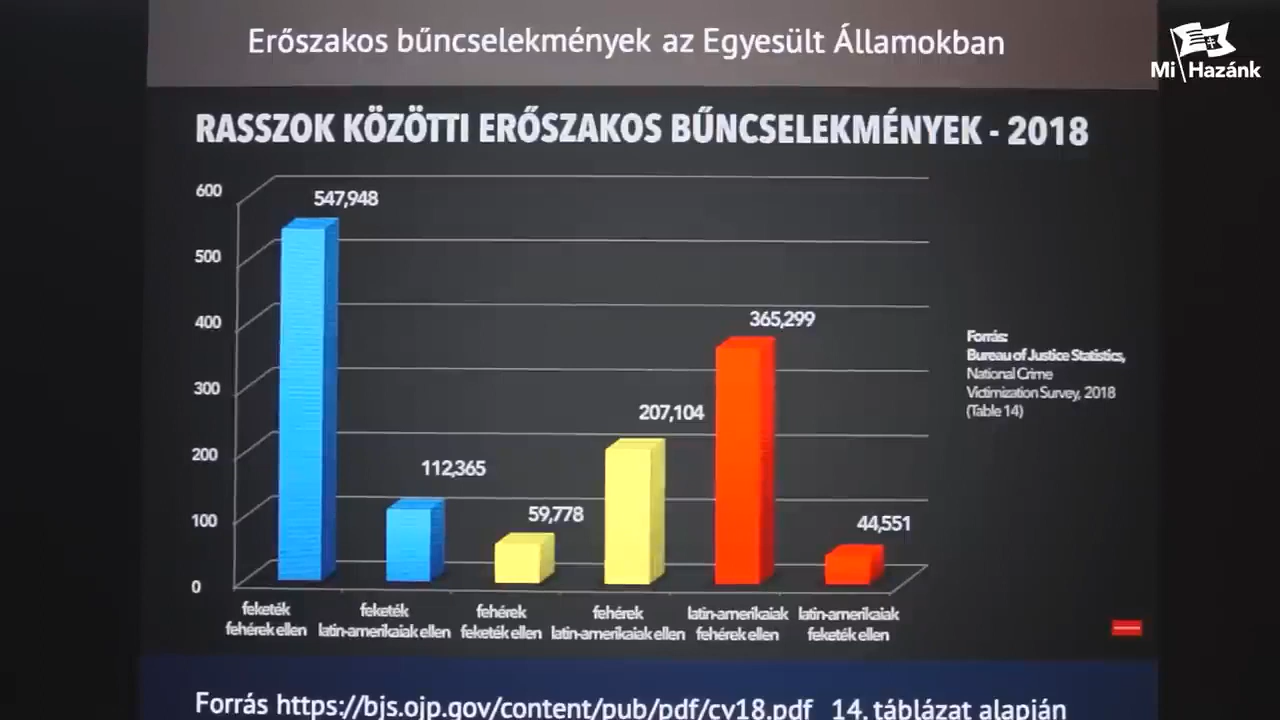 Erőszakos bűncselekmények az Egyesült Államokban
Mi Hazánk
RASSZOK KÖZÖTTI ERŐSZAKOS BŰNCSELEKMÉNYEK - 2018
600
500
400
300
200
100
0
547,948
112,365
59,778
207,104
365,299
44,551
feketék
fehérek ellen
feketék
latin-amerikaiak ellen
fehérek
feketék ellen
fehérek
latin-amerikaiak ellen
latin-amerikaiak
fehérek ellen
latin-amerikaiak
feketék ellen
Forrás:
Bureau of Justice Statistics,
National Crime
Victimization Survey, 2018
(Table 14)
Forrás https://bjs.ojp.gov/content/pub/pdf/cv18.pdf 14. táblázat alapján